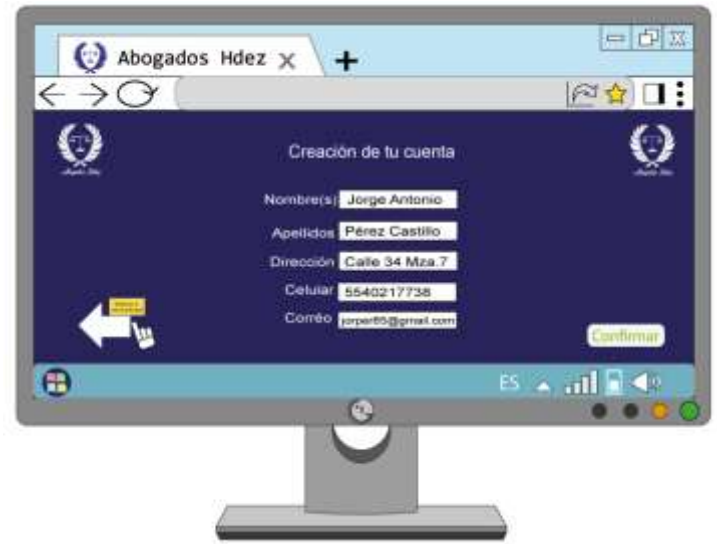 Abogados Hdez
Creación de tu cuenta
Nombre(s) Jorge Antonio
Apellidos Pérez Castillo
Dirección Calle 34 Mza.7
Celular 5540217738
Corréo jorper85@gmail.com
Confirmar
ES